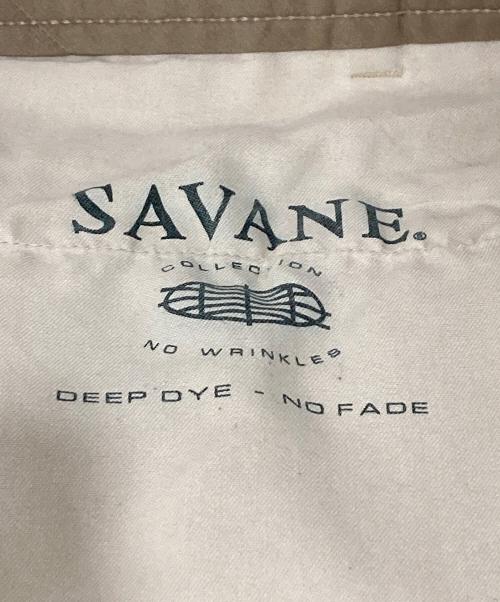 SAVANE®
COLLECTION
NO WRINKLES
DEEP DYE - NO FADE